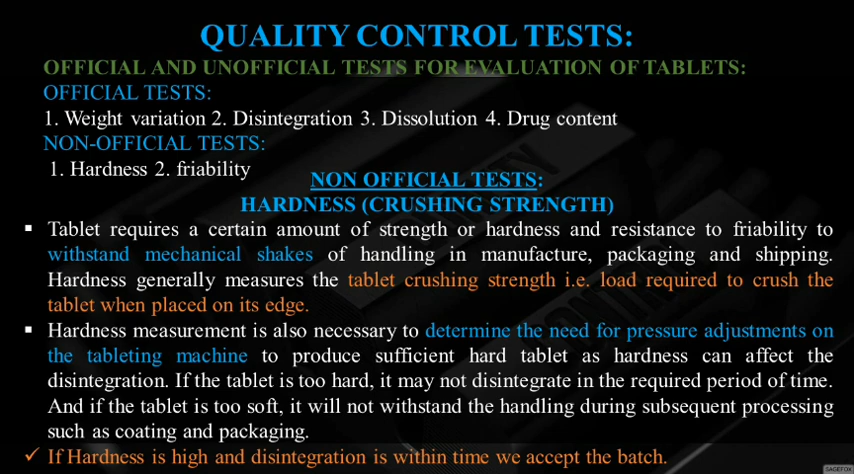 QUALITY CONTROL TESTS:
OFFICIAL AND UNOFFICIAL TESTS FOR EVALUATION OF TABLETS:
OFFICIAL TESTS:
1. Weight variation 2. Disintegration 3. Dissolution 4. Drug content
NON-OFFICIAL TESTS:
1. Hardness 2. friability
NON OFFICIAL TESTS:
HARDNESS (CRUSHING STRENGTH)
▪ Tablet requires a certain amount of strength or hardness and resistance to friability to
withstand mechanical shakes of handling in manufacture, packaging and shipping.
Hardness generally measures the tablet crushing strength i.e. load required to crush the
tablet when placed on its edge.
▪ Hardness measurement is also necessary to determine the need for pressure adjustments on
the tableting machine to produce sufficient hard tablet as hardness can affect the
disintegration. If the tablet is too hard, it may not disintegrate in the required period of time.
And if the tablet is too soft, it will not withstand the handling during subsequent processing
such as coating and packaging.
✓ If Hardness is high and disintegration is within time we accept the batch.
SAGEFOX